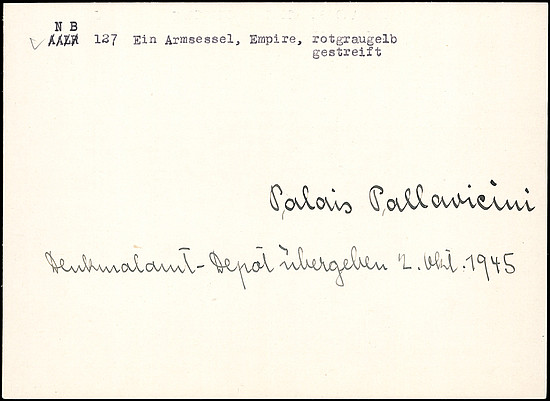 N B
127 Ein Armsessel, Empire, rotgraugelb
gestreift
Palais Pallavicini
Denkmalamt-Depot übergeben 2. Okt. 1945